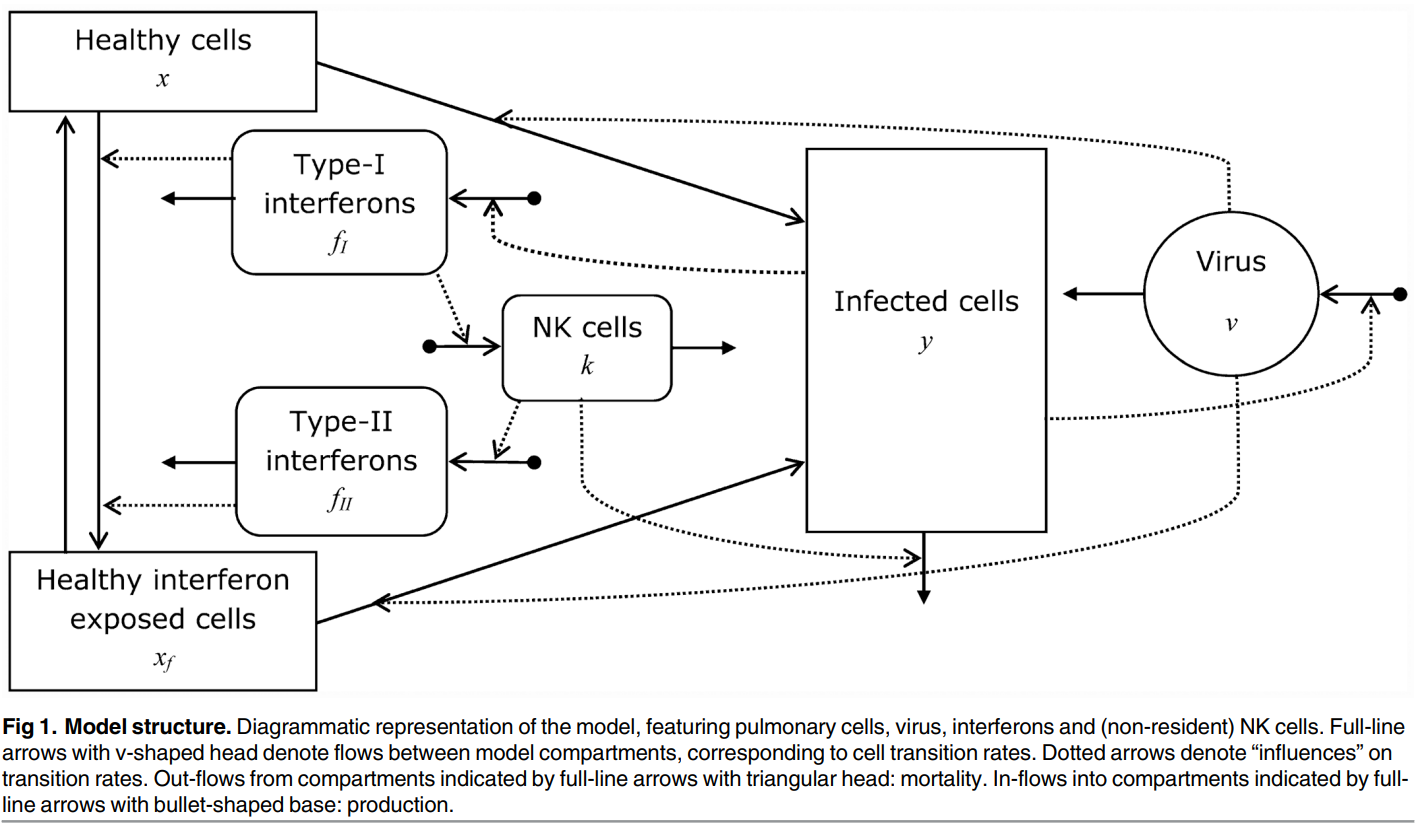 Healthy cells
x
Type-I
interferons
f_I
NK cells
k
Infected cells
y
Virus
v
Type-II
interferons
f_II
Healthy interferon
exposed cells
x_f
Fig 1. Model structure. Diagrammatic representation of the model, featuring pulmonary cells, virus, interferons and (non-resident) NK cells. Full-line
arrows with v-shaped head denote flows between model compartments, corresponding to cell transition rates. Dotted arrows denote “influences” on
transition rates. Out-flows from compartments indicated by full-line arrows with triangular head: mortality. In-flows into compartments indicated by full-
line arrows with bullet-shaped base: production.